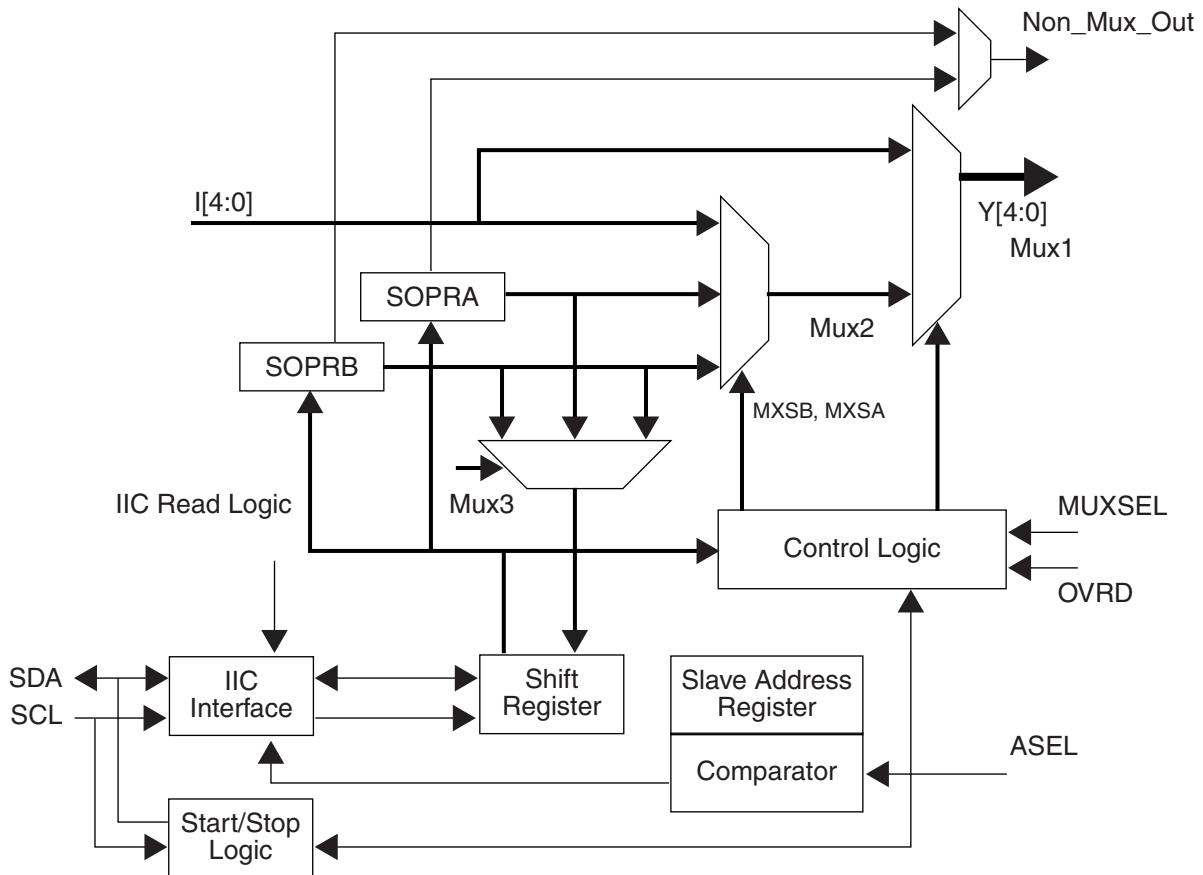 Non_Mux_Out
I[4:0]
Y[4:0]
Mux1
SOPRA
Mux2
SOPRB
MXSB, MXSA
IIC Read Logic
Mux3
MUXSEL
Control Logic
OVRD
SDA
SCL
IIC
Interface
Shift
Register
Slave Address
Register
Comparator
ASEL
Start/Stop
Logic